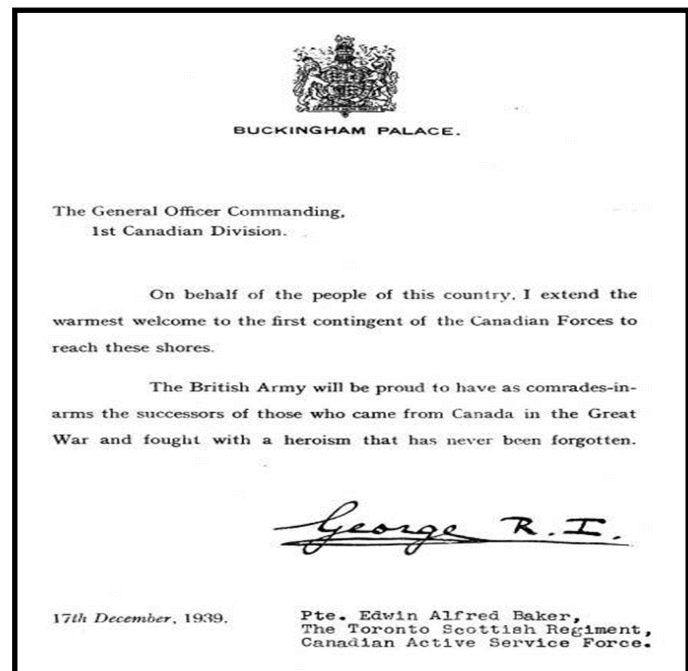 BUCKINGHAM PALACE.
The General Officer Commanding,
1st Canadian Division.
On behalf of the people of this country, I extend the
warmest welcome to the first contingent of the Canadian Forces to
reach these shores.
The British Army will be proud to have as comrades-in-
arms the successors of those who came from Canada in the Great
War and fought with a heroism that has never been forgotten.
George R. I.
17th December, 1939.
Pte. Edwin Alfred Baker,
The Toronto Scottish Regiment,
Canadian Active Service Force.